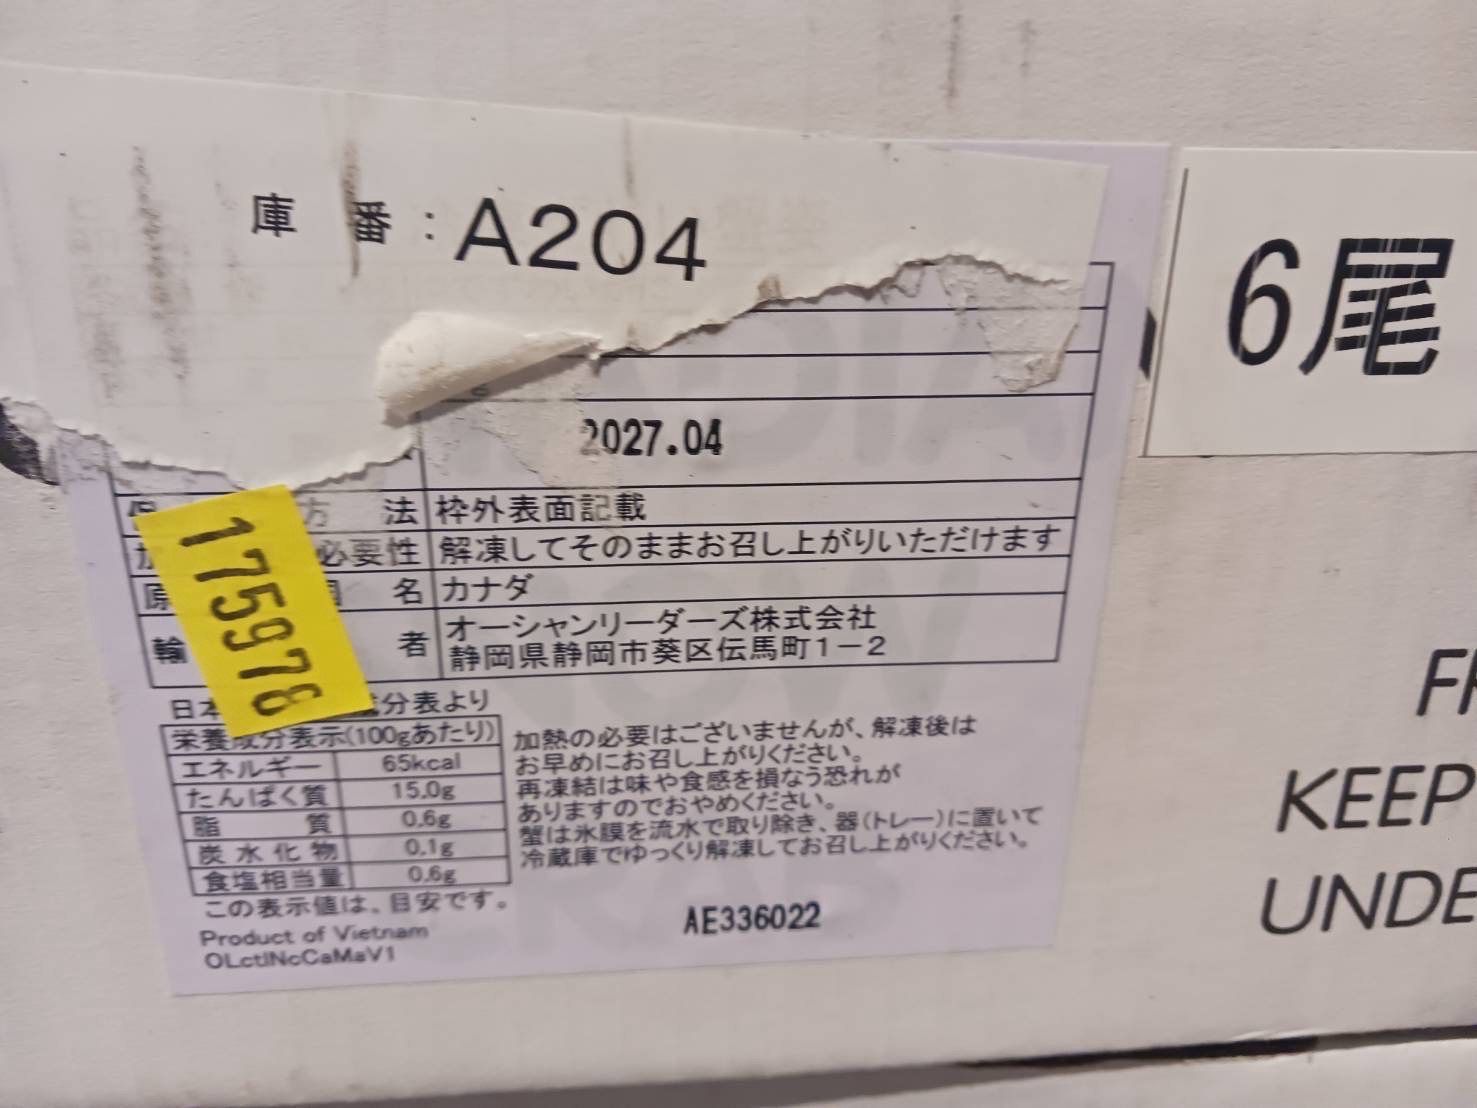 庫 番 : A204
6尾
2027.04
方 法 枠外表面記載
必要性 解凍してそのままお召し上がりいただけます
原 名 カナダ
輸 者 オーシャンリーダーズ株式会社
静岡県静岡市葵区伝馬町1-2
175978
日本 成分表より
栄養成分表示(100gあたり)
エネルギー 65kcal
たんぱく質 15.0g
脂 質 0.6g
炭水化物 0.1g
食塩相当量 0.6g
この表示値は、目安です。
Product of Vietnam
OLctlNcCaMaV1
加熱の必要はございませんが、解凍後は
お早めにお召し上がりください。
再凍結は味や食感を損なう恐れが
ありますのでおやめください。
蟹は氷膜を流水で取り除き、器(トレー)に置いて
冷蔵庫でゆっくり解凍してお召し上がりください。
AE336022
KEEP
UNDE